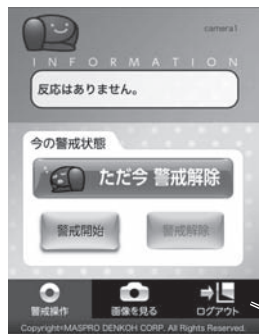 camera1
INFORMATION
反応はありません。
今の警戒状態
ただ今 警戒解除
警戒開始
警戒解除
警戒操作
画像を見る
ログアウト
Copyright©MASPRO DENKOH CORP. All Rights Reserved.